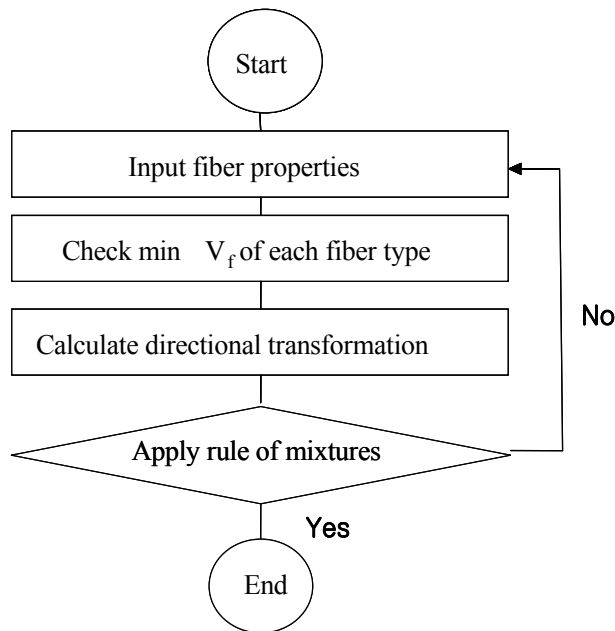 Start
Input fiber properties
Check min V_f of each fiber type
Calculate directional transformation
No
Apply rule of mixtures
Yes
End